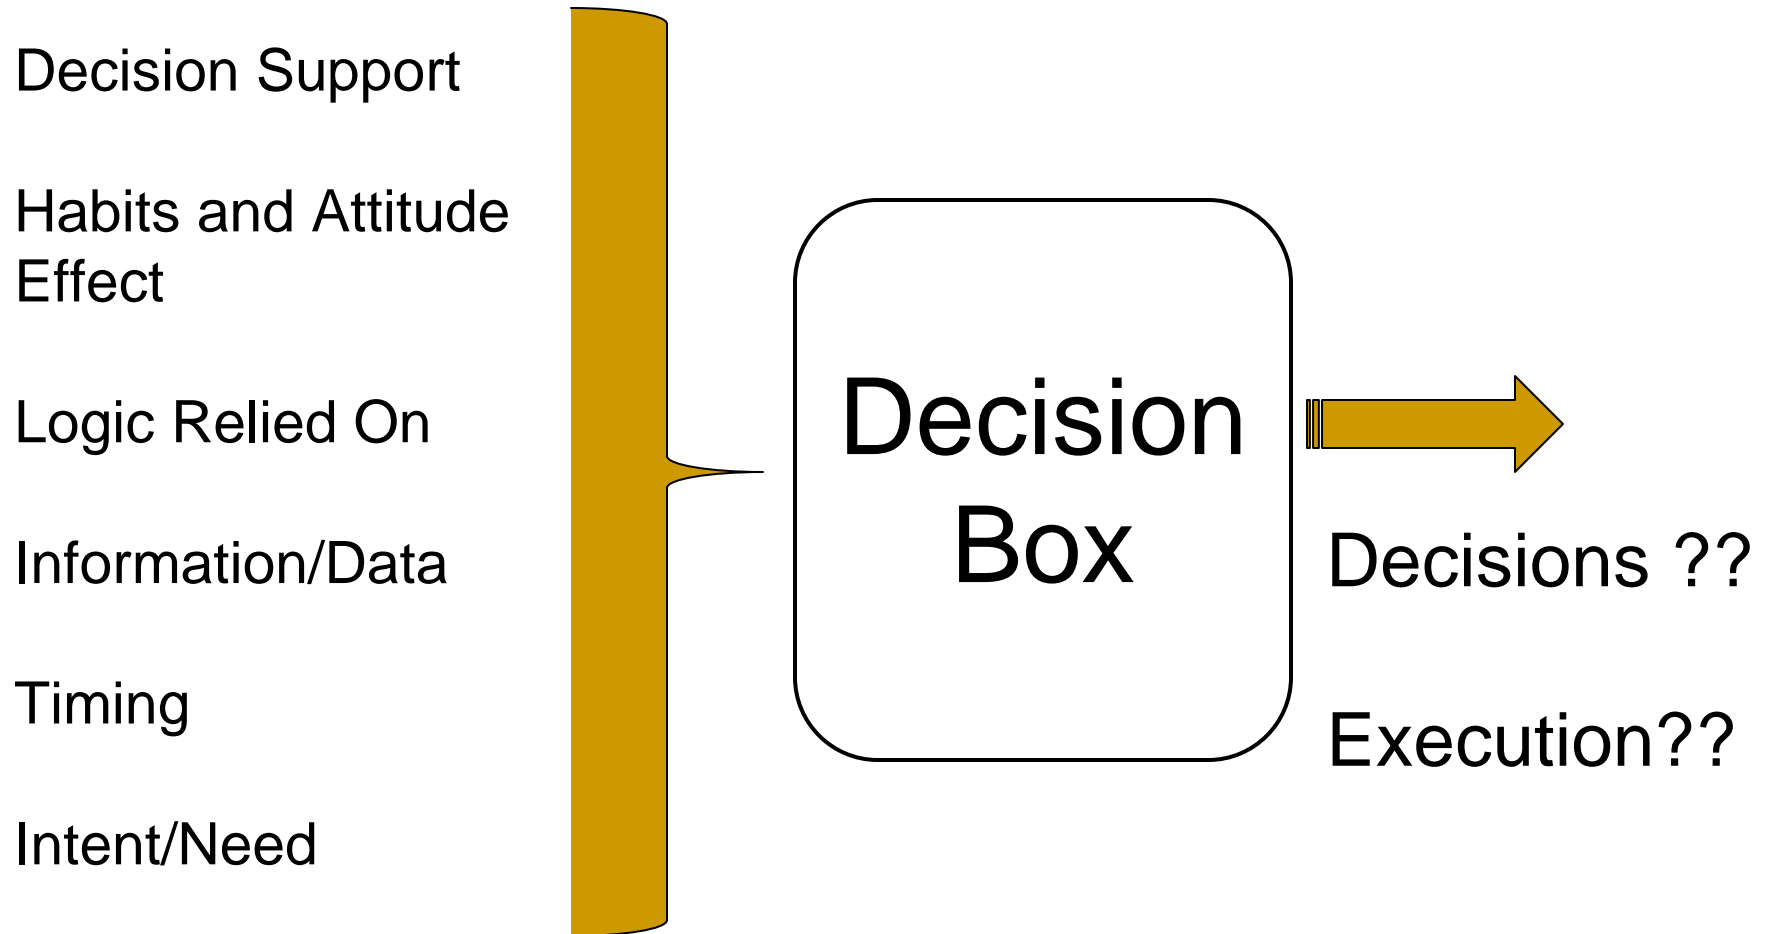 Decision Support
Habits and Attitude
Effect
Logic Relied On
Information/Data
Timing
Intent/Need
Decision
Box
Decisions ??
Execution??